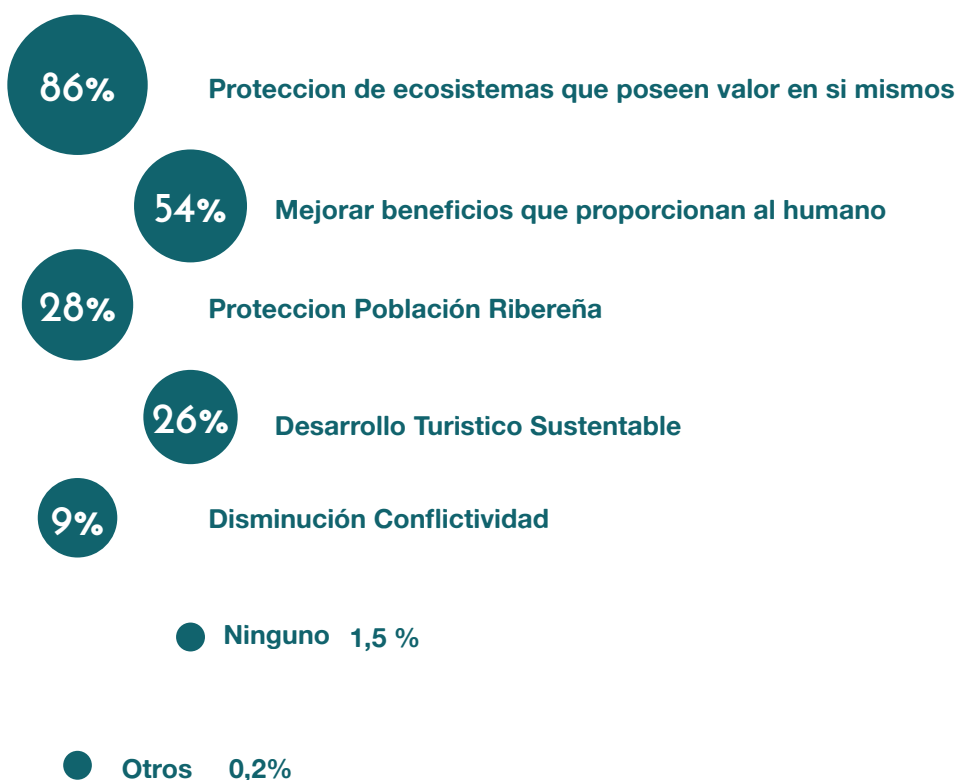 86% Proteccion de ecosistemas que poseen valor en si mismos
54% Mejorar beneficios que proporcionan al humano
28% Proteccion Población Ribereña
26% Desarrollo Turistico Sustentable
9% Disminución Conflictividad
Ninguno 1,5 %
Otros 0,2%